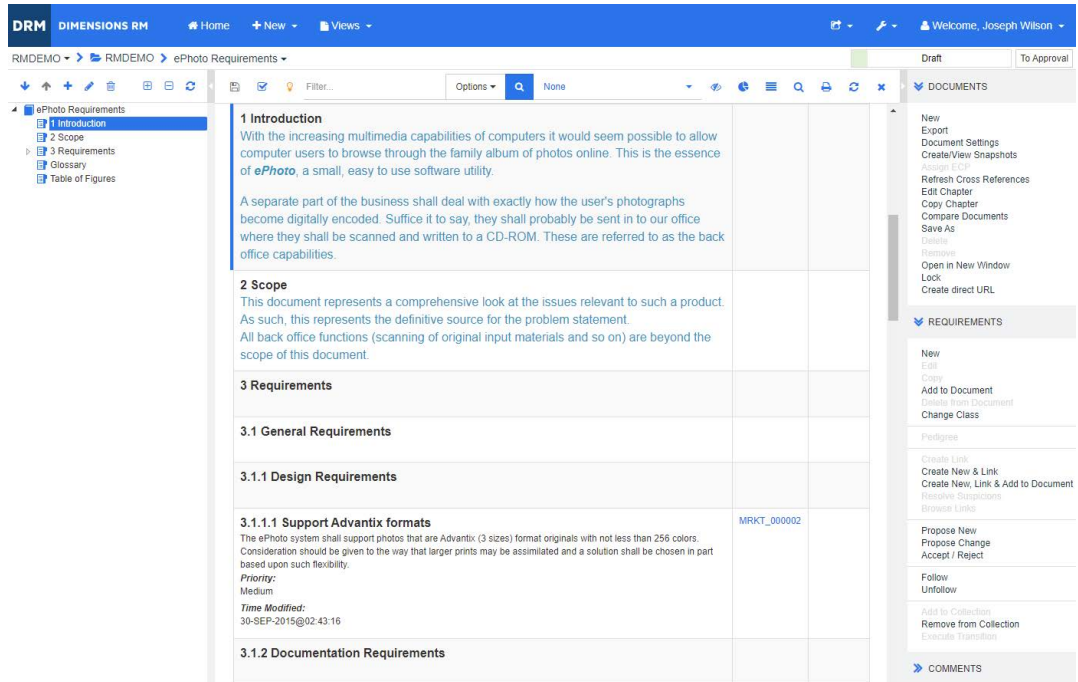 DRM DIMENSIONS RM Home New Views Welcome, Joseph Wilson
RMDEMO RMDEMO ePhoto Requirements Draft To Approval
Filter... Options None
ePhoto Requirements
1 Introduction
2 Scope
3 Requirements
Glossary
Table of Figures
1 Introduction
With the increasing multimedia capabilities of computers it would seem possible to allow
computer users to browse through the family album of photos online. This is the essence
of ePhoto, a small, easy to use software utility.
A separate part of the business shall deal with exactly how the user's photographs
become digitally encoded. Suffice it to say, they shall probably be sent in to our office
where they shall be scanned and written to a CD-ROM. These are referred to as the back
office capabilities.
2 Scope
This document represents a comprehensive look at the issues relevant to such a product.
As such, this represents the definitive source for the problem statement.
All back office functions (scanning of original input materials and so on) are beyond the
scope of this document.
3 Requirements
3.1 General Requirements
3.1.1 Design Requirements
3.1.1.1 Support Advantix formats
MRKT_000002
The ePhoto system shall support photos that are Advantix (3 sizes) format originals with not less than 256 colors.
Consideration should be given to the way that larger prints may be assimilated and a solution shall be chosen in part
based upon such flexibility.
Priority:
Medium
Time Modified:
30-SEP-2015@02:43:16
3.1.2 Documentation Requirements
DOCUMENTS
New
Export
Document Settings
Create/View Snapshots
Assign ECP
Refresh Cross References
Edit Chapter
Copy Chapter
Compare Documents
Save As
Delete
Remove
Open in New Window
Lock
Create direct URL
REQUIREMENTS
New
Edit
Copy
Add to Document
Delete from Document
Change Class
Pedigree
Create Link
Create New & Link
Create New, Link & Add to Document
Resolve Suspicions
Browse Links
Propose New
Propose Change
Accept / Reject
Follow
Unfollow
Add to Collection
Remove from Collection
Execute Transition
COMMENTS